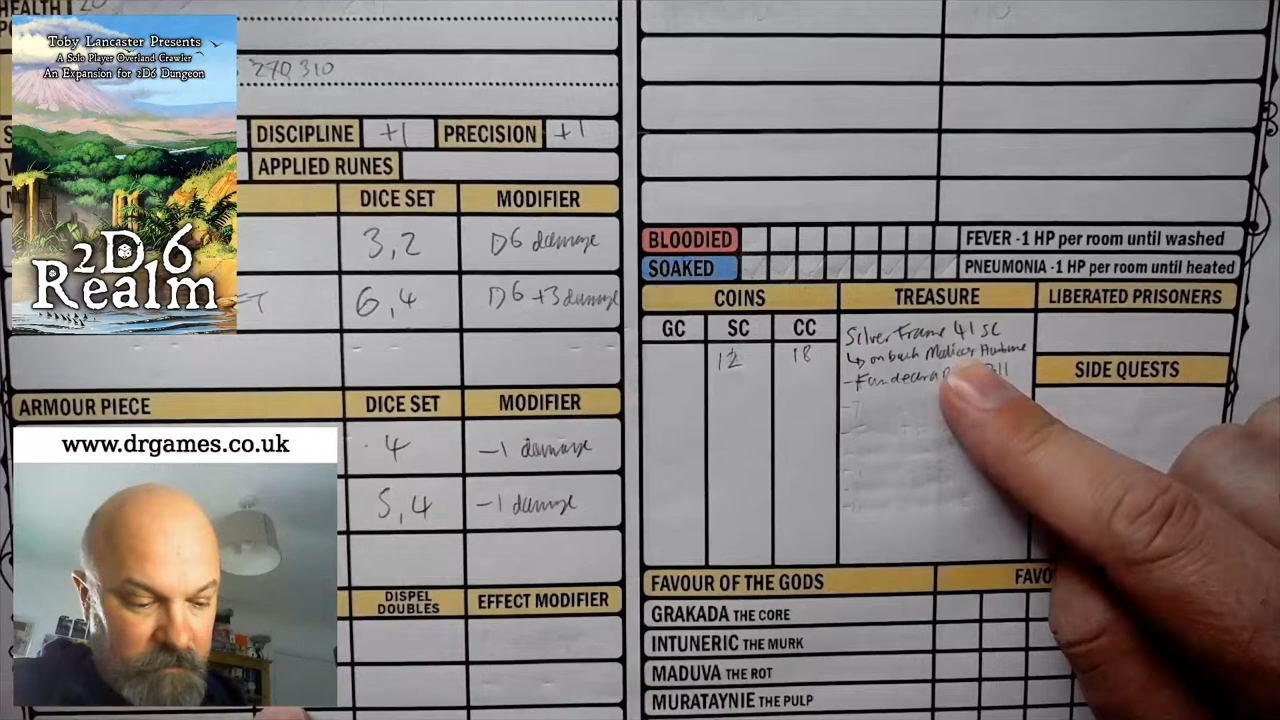 HEALTH 20
Toby Lancaster Presents
A Solo Player Overland Crawler
An Expansion for 2D6 Dungeon
2D6
Realm
270, 310
DISCIPLINE +1 PRECISION +1
APPLIED RUNES
DICE SET MODIFIER
3,2 D6 damage
6,4 D6 +3 damage
ARMOUR PIECE DICE SET MODIFIER
4 -1 damage
5,4 -1 damage
DISPEL DOUBLES EFFECT MODIFIER
www.drgames.co.uk
BLOODIED FEVER -1 HP per room until washed
SOAKED PNEUMONIA -1 HP per room until heated
COINS TREASURE LIBERATED PRISONERS
GC SC CC
12 18
Silver Frame 41 SC
↳ on back
SIDE QUESTS
FAVOUR OF THE GODS FAVO
GRAKADA THE CORE
INTUNERIC THE MURK
MADUVA THE ROT
MURATAYNIE THE PULP